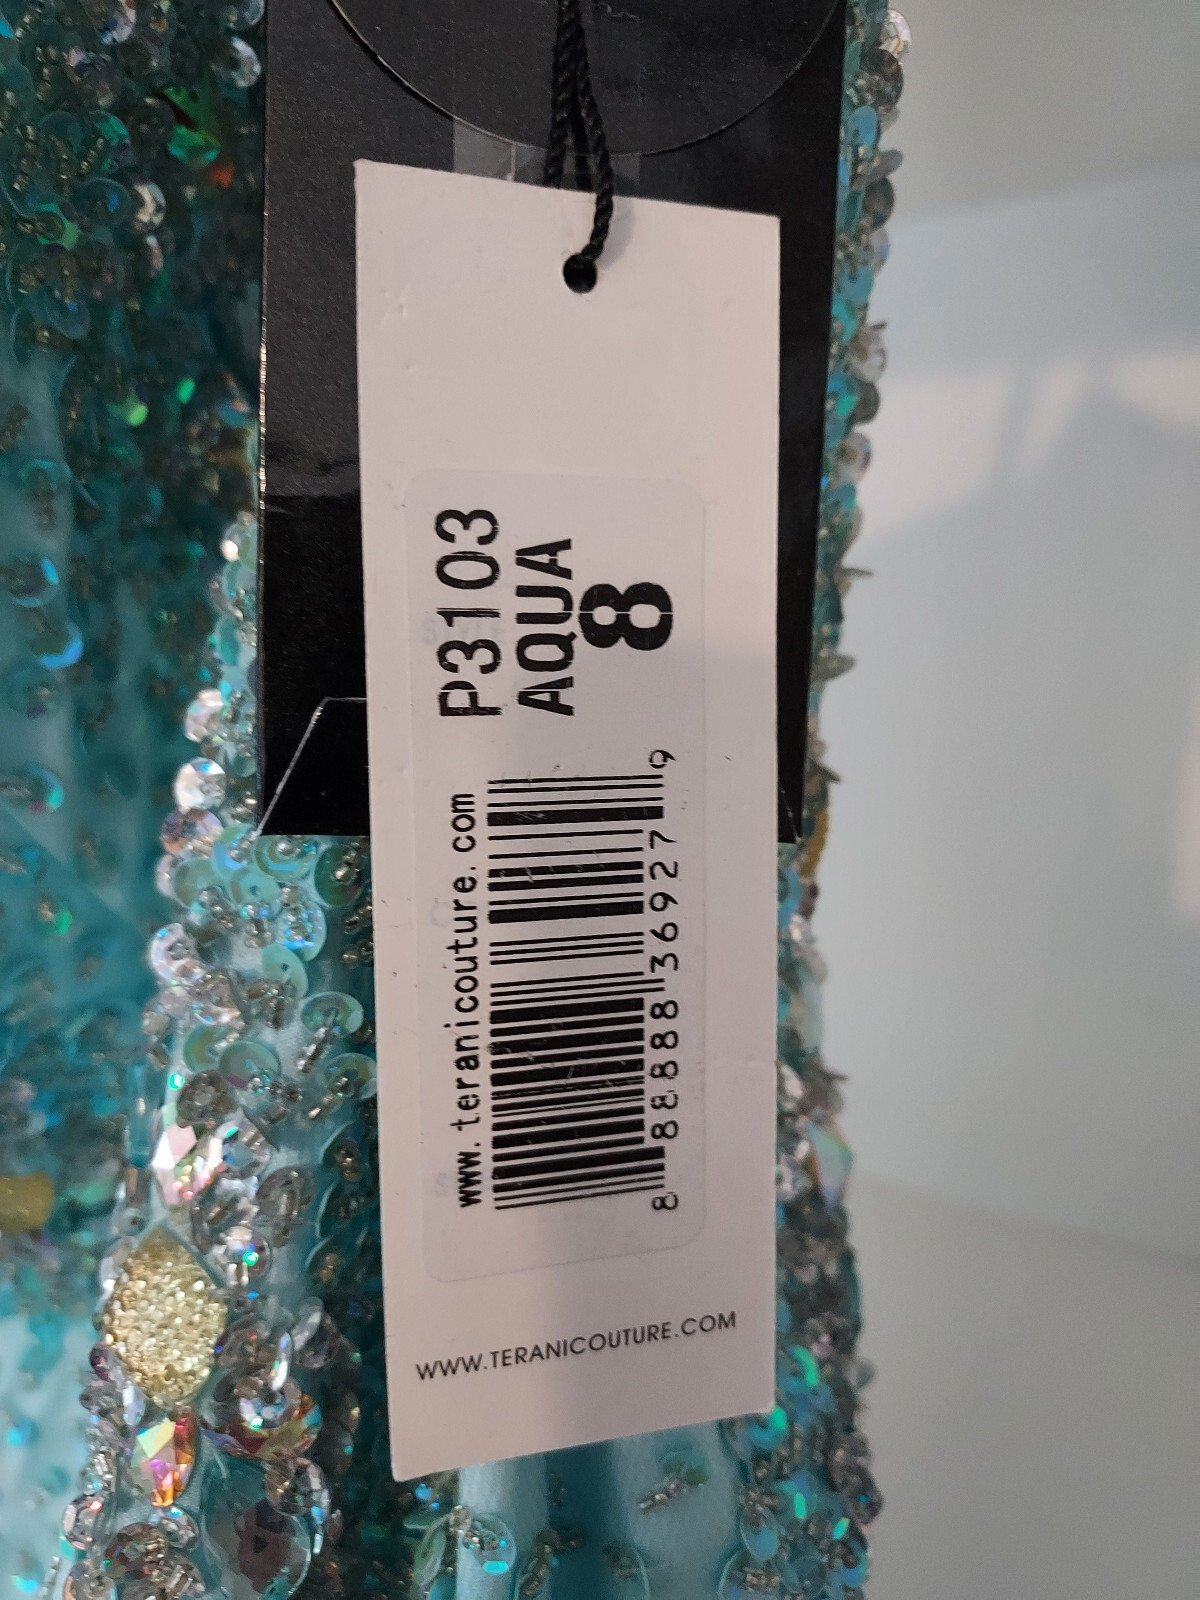 P3103
AQUA
8
www.teranicouture.com
8 88888 36927 9
WWW.TERANICOUTURE.COM